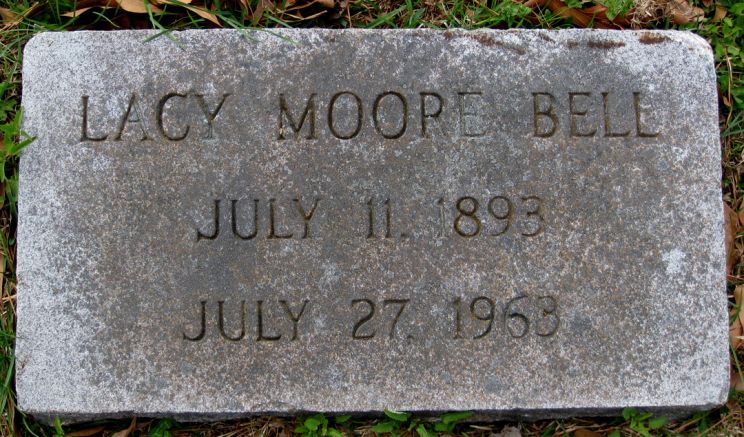 LACY MOORE BELL
JULY 11, 1893
JULY 27, 1963